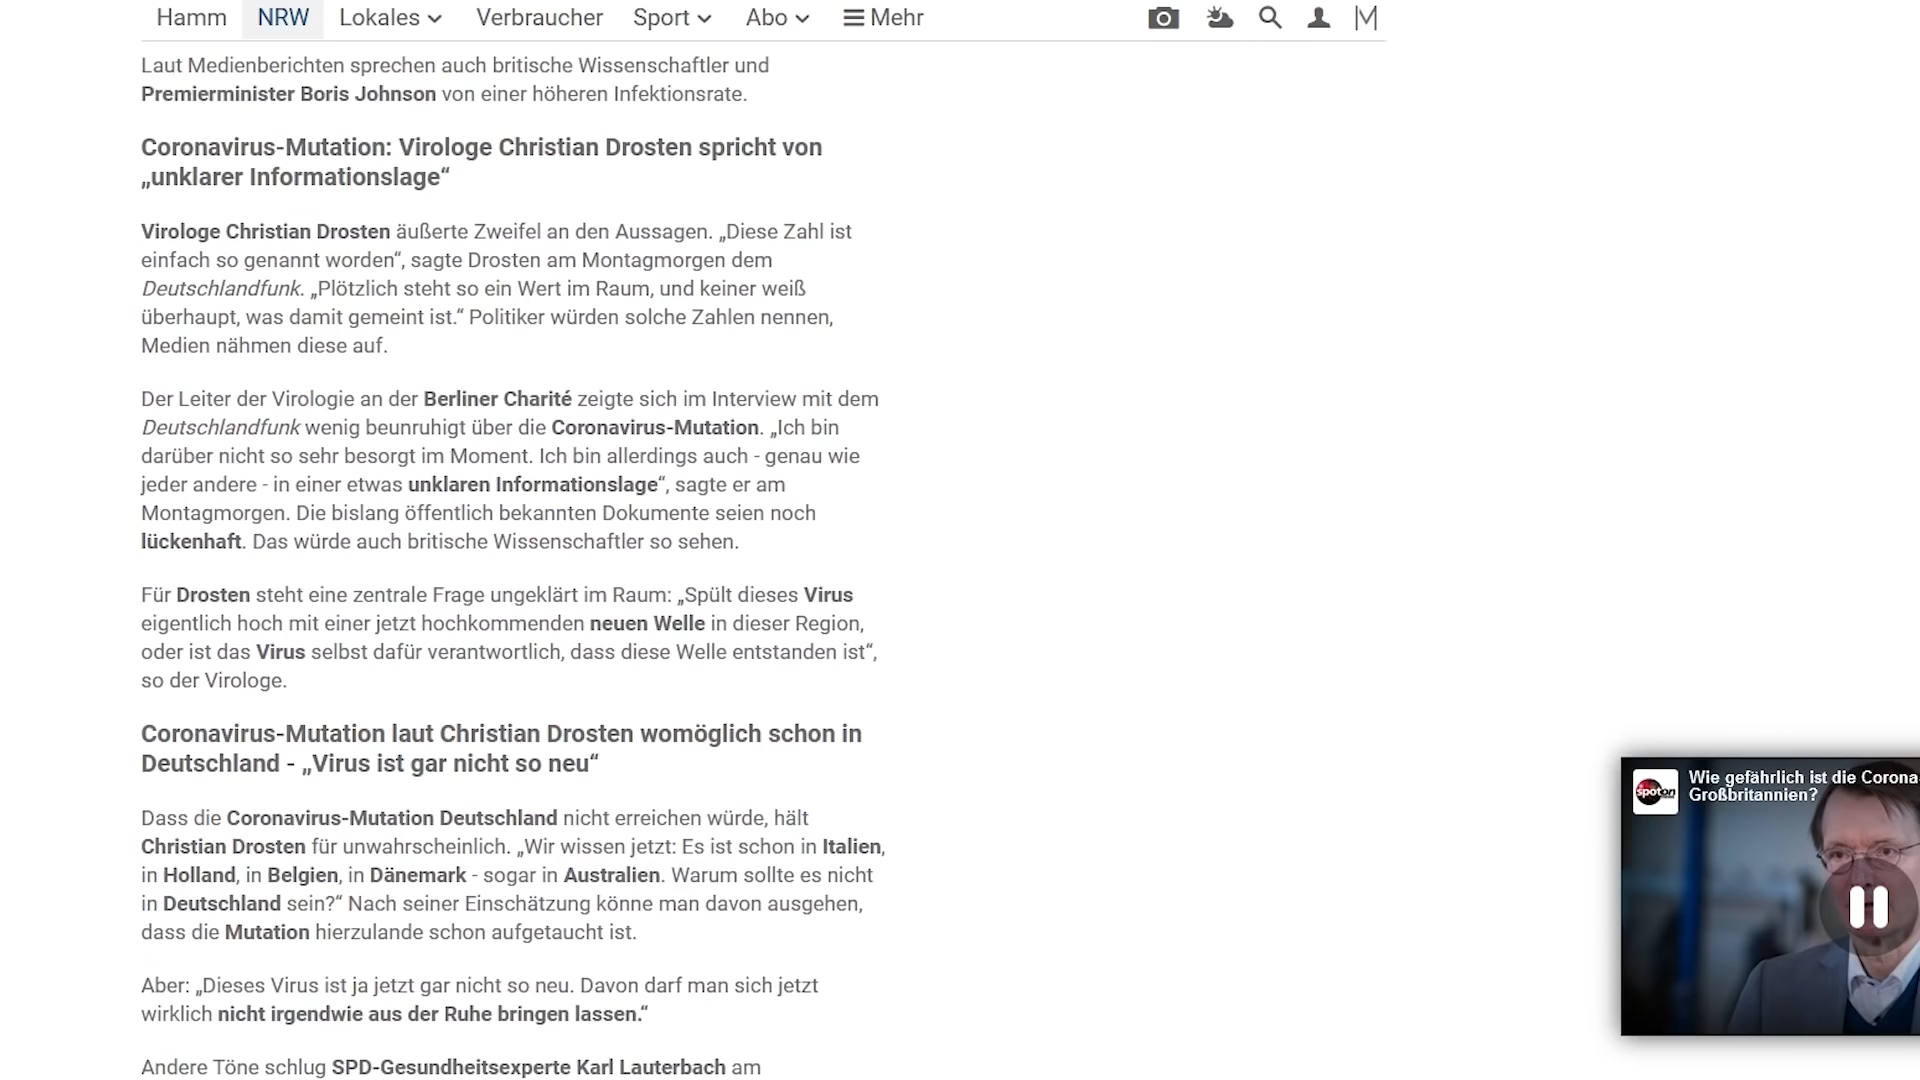 Hamm NRW Lokales Verbraucher Sport Abo Mehr
Laut Medienberichten sprechen auch britische Wissenschaftler und
Premierminister Boris Johnson von einer höheren Infektionsrate.
Coronavirus-Mutation: Virologe Christian Drosten spricht von
„unklarer Informationslage“
Virologe Christian Drosten äußerte Zweifel an den Aussagen. „Diese Zahl ist
einfach so genannt worden“, sagte Drosten am Montagmorgen dem
Deutschlandfunk. „Plötzlich steht so ein Wert im Raum, und keiner weiß
überhaupt, was damit gemeint ist.“ Politiker würden solche Zahlen nennen,
Medien nähmen diese auf.
Der Leiter der Virologie an der Berliner Charité zeigte sich im Interview mit dem
Deutschlandfunk wenig beunruhigt über die Coronavirus-Mutation. „Ich bin
darüber nicht so sehr besorgt im Moment. Ich bin allerdings auch - genau wie
jeder andere - in einer etwas unklaren Informationslage“, sagte er am
Montagmorgen. Die bislang öffentlich bekannten Dokumente seien noch
lückenhaft. Das würde auch britische Wissenschaftler so sehen.
Für Drosten steht eine zentrale Frage ungeklärt im Raum: „Spült dieses Virus
eigentlich hoch mit einer jetzt hochkommenden neuen Welle in dieser Region,
oder ist das Virus selbst dafür verantwortlich, dass diese Welle entstanden ist“,
so der Virologe.
Coronavirus-Mutation laut Christian Drosten womöglich schon in
Deutschland - „Virus ist gar nicht so neu“
Dass die Coronavirus-Mutation Deutschland nicht erreichen würde, hält
Christian Drosten für unwahrscheinlich. „Wir wissen jetzt: Es ist schon in Italien,
in Holland, in Belgien, in Dänemark - sogar in Australien. Warum sollte es nicht
in Deutschland sein?“ Nach seiner Einschätzung könne man davon ausgehen,
dass die Mutation hierzulande schon aufgetaucht ist.
Aber: „Dieses Virus ist ja jetzt gar nicht so neu. Davon darf man sich jetzt
wirklich nicht irgendwie aus der Ruhe bringen lassen.“
Andere Töne schlug SPD-Gesundheitsexperte Karl Lauterbach am
spot on
Wie gefährlich ist die Corona-
Großbritannien?